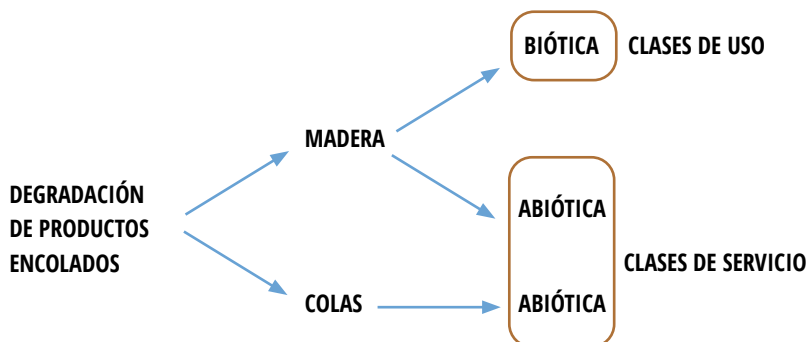 BIÓTICA CLASES DE USO
MADERA
DEGRADACIÓN
DE PRODUCTOS
ENCOLADOS
ABIÓTICA
CLASES DE SERVICIO
COLAS
ABIÓTICA